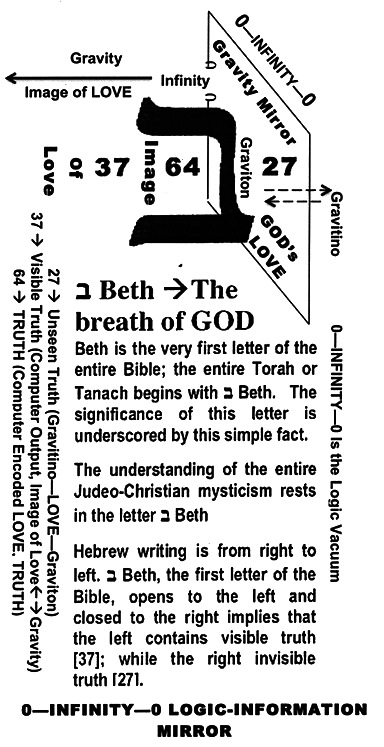 0—INFINITY—0
Gravity Mirror
Gravity
Image of LOVE
Infinity
0
0
ב
Love
of
37
Image
64
Graviton
27
GOD's
LOVE
Gravitino
ב Beth →The
breath of GOD
Beth is the very first letter of the
entire Bible; the entire Torah or
Tanach begins with ב Beth. The
significance of this letter is
underscored by this simple fact.
The understanding of the entire
Judeo-Christian mysticism rests
in the letter ב Beth
Hebrew writing is from right to
left. ב Beth, the first letter of the
Bible, opens to the left and
closed to the right implies that
the left contains visible truth
[37]; while the right invisible
truth [27].
27 → Unseen Truth (Gravitino—LOVE—Graviton)
37 → Visible Truth (Computer Output, Image of Love←→Gravity)
64 → TRUTH (Computer Encoded LOVE. TRUTH)
0—INFINITY—0 is the Logic Vacuum
0—INFINITY—0 LOGIC-INFORMATION
MIRROR